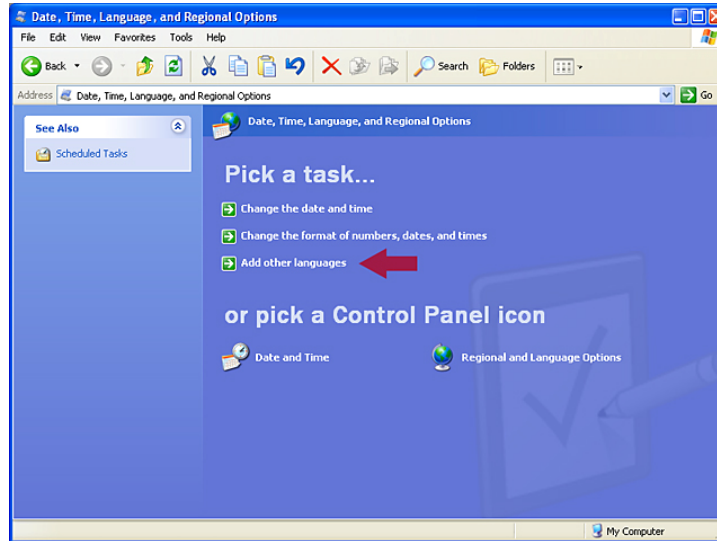 Date, Time, Language, and Regional Options
File Edit View Favorites Tools Help
Back Search Folders
Address Date, Time, Language, and Regional Options Go
See Also
Scheduled Tasks
Date, Time, Language, and Regional Options
Pick a task...
Change the date and time
Change the format of numbers, dates, and times
Add other languages
or pick a Control Panel icon
Date and Time Regional and Language Options
My Computer